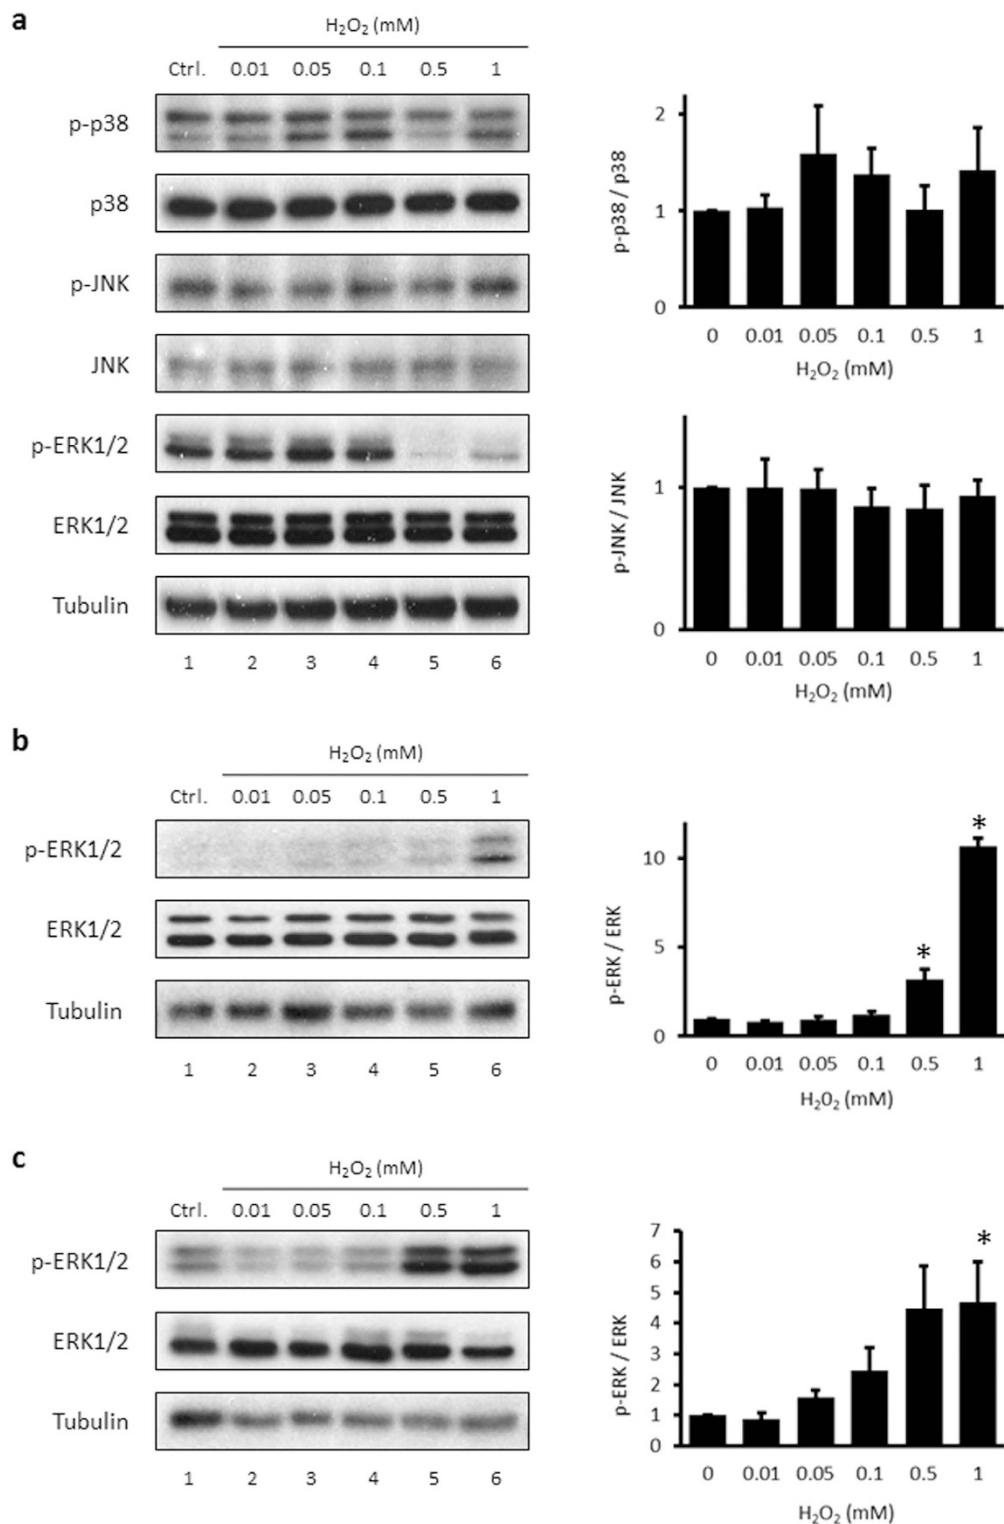 a
H₂O₂ (mM)
Ctrl. 0.01 0.05 0.1 0.5 1
p-p38
p38
p-JNK
JNK
p-ERK1/2
ERK1/2
Tubulin
1 2 3 4 5 6
2
1
0
p-p38 / p38
0 0.01 0.05 0.1 0.5 1
H₂O₂ (mM)
1
0
p-JNK / JNK
0 0.01 0.05 0.1 0.5 1
H₂O₂ (mM)
b
H₂O₂ (mM)
Ctrl. 0.01 0.05 0.1 0.5 1
p-ERK1/2
ERK1/2
Tubulin
1 2 3 4 5 6
10
5
0
p-ERK / ERK
* *
0 0.01 0.05 0.1 0.5 1
H₂0₂ (mM)
c
H₂O₂ (mM)
Ctrl. 0.01 0.05 0.1 0.5 1
p-ERK1/2
ERK1/2
Tubulin
1 2 3 4 5 6
7
6
5
4
3
2
1
0
p-ERK / ERK
*
0 0.01 0.05 0.1 0.5 1
H₂O₂ (mM)